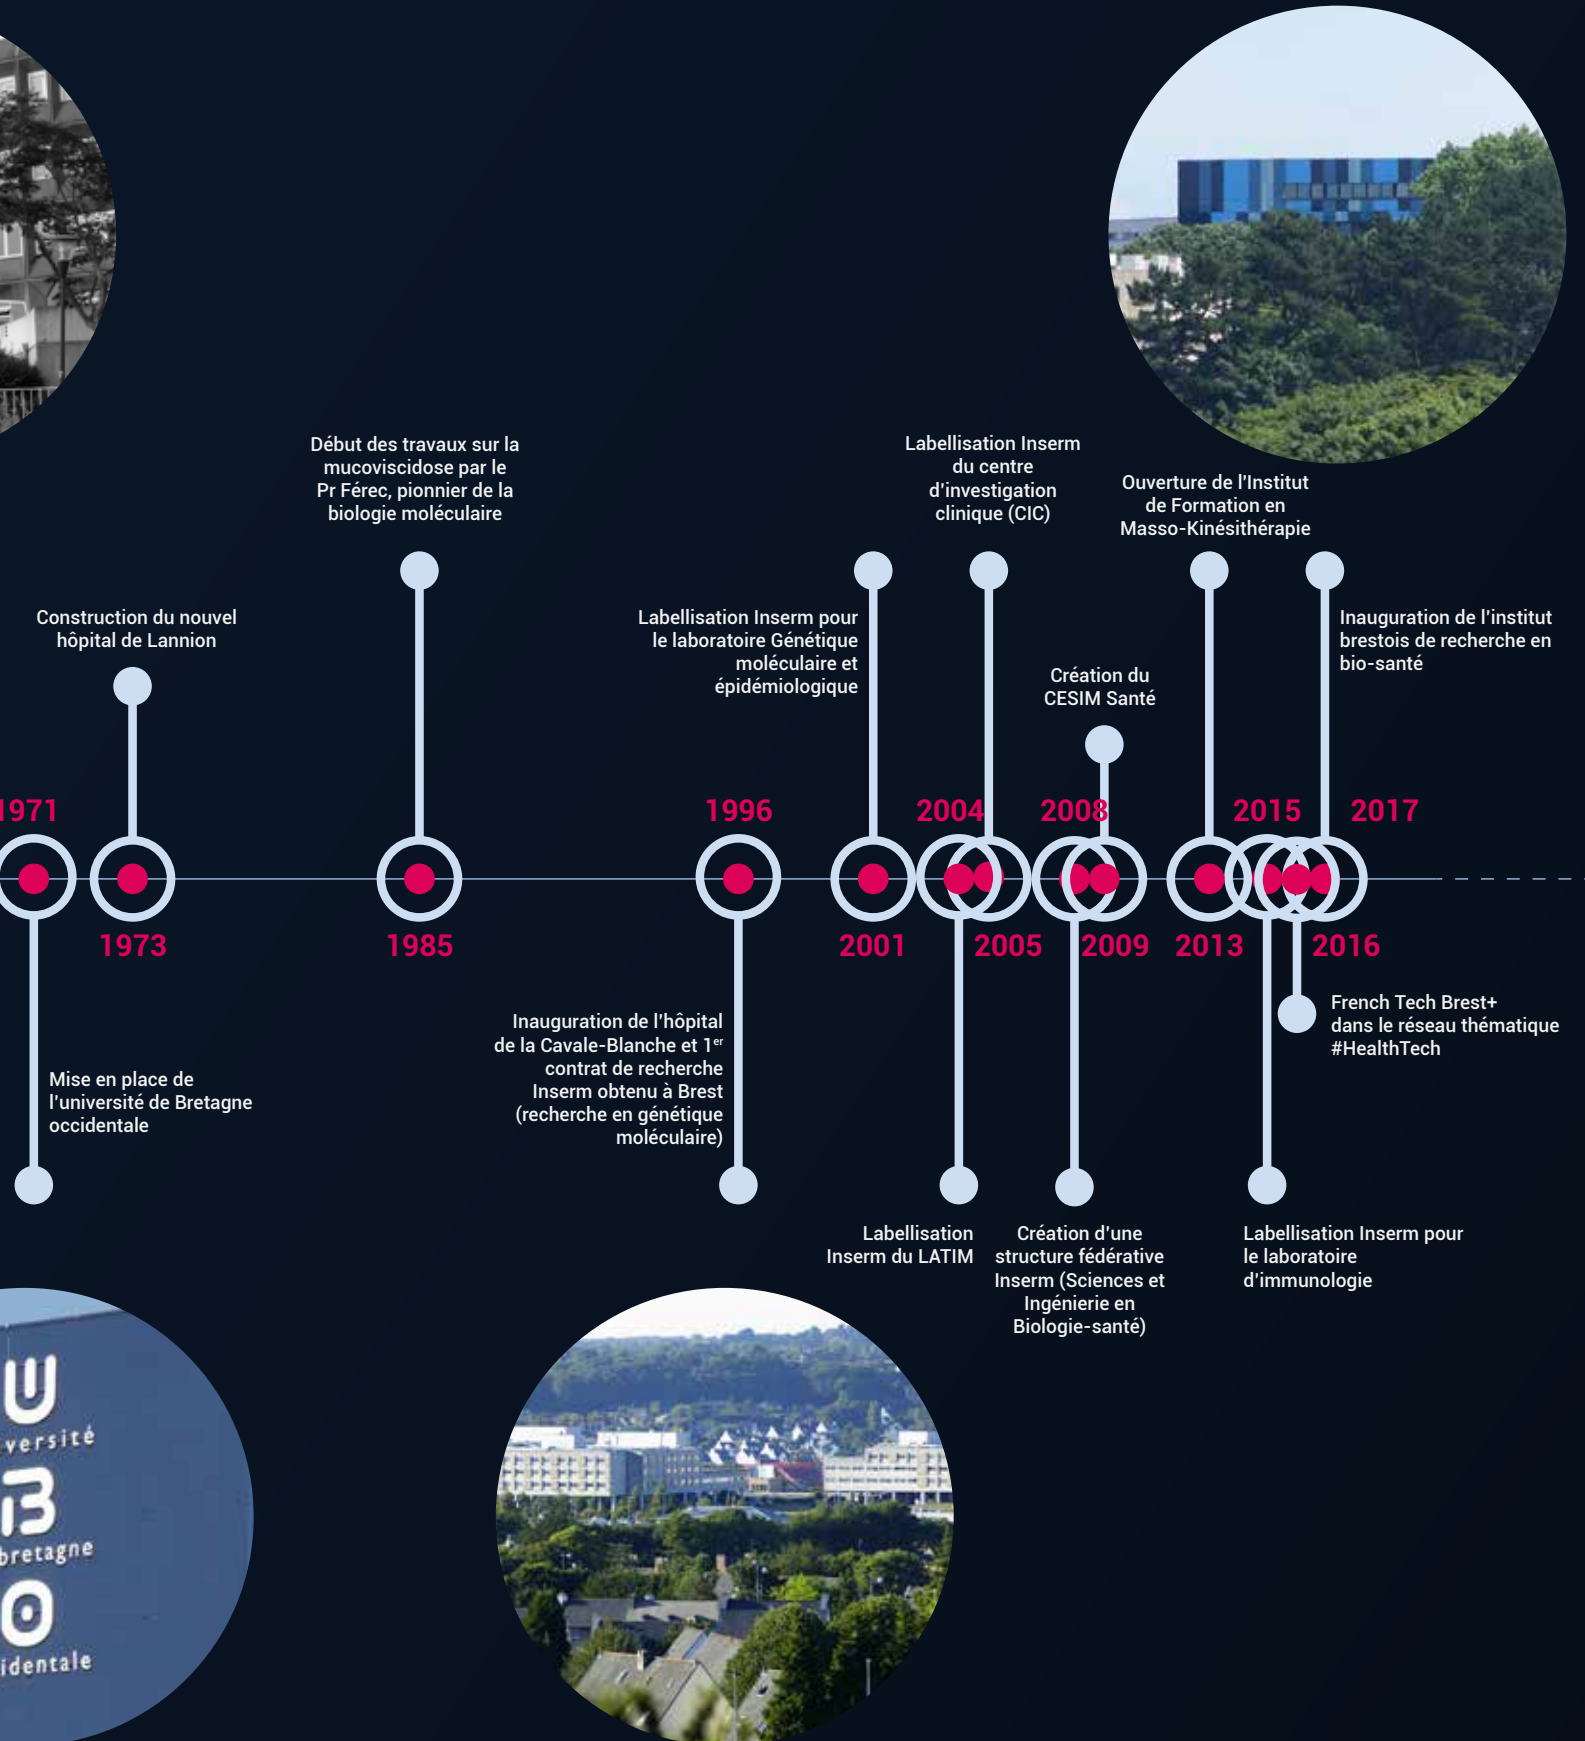 Début des travaux sur la
mucoviscidose par le
Pr Férec, pionnier de la
biologie moléculaire
Labellisation Inserm
du centre
d'investigation
clinique (CIC)
Ouverture de l'Institut
de Formation en
Masso-Kinésithérapie
Construction du nouvel
hôpital de Lannion
Labellisation Inserm pour
le laboratoire Génétique
moléculaire et
épidémiologique
Création du
CESIM Santé
Inauguration de l'institut
brestois de recherche en
bio-santé
1971
1996
2004
2008
2015
2017
1973
1985
2001
2005
2009
2013
2016
Mise en place de
l'université de Bretagne
occidentale
Inauguration de l'hôpital
de la Cavale-Blanche et 1er
contrat de recherche
Inserm obtenu à Brest
(recherche en génétique
moléculaire)
French Tech Brest+
dans le réseau thématique
#HealthTech
Labellisation
Inserm du LATIM
Création d'une
structure fédérative
Inserm (Sciences et
Ingénierie en
Biologie-santé)
Labellisation Inserm pour
le laboratoire
d'immunologie
U
versité
B
bretagne
O
identale